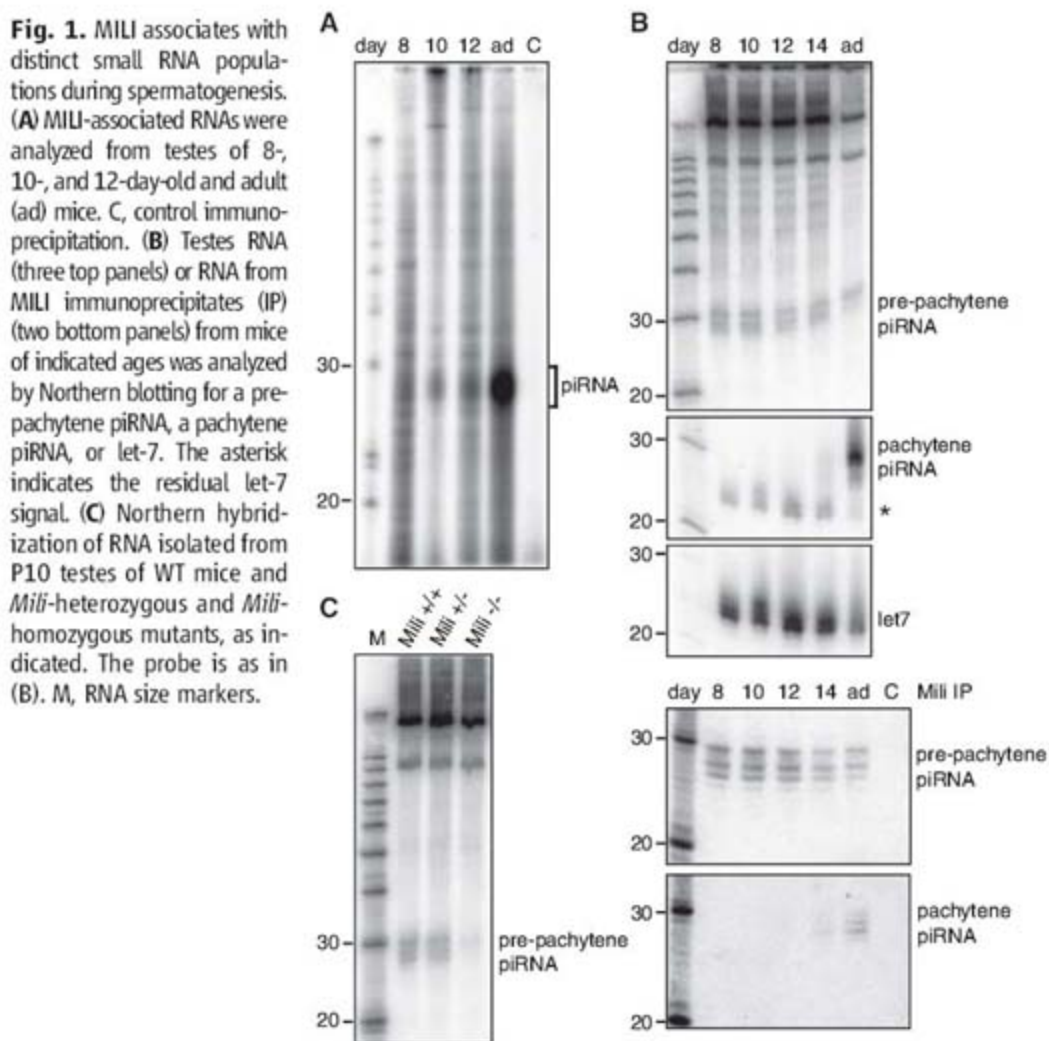 Fig. 1. MILI associates with
distinct small RNA popula-
tions during spermatogenesis.
(A) MILI-associated RNAs were
analyzed from testes of 8-,
10-, and 12-day-old and adult
(ad) mice. C, control immuno-
precipitation. (B) Testes RNA
(three top panels) or RNA from
MILI immunoprecipitates (IP)
(two bottom panels) from mice
of indicated ages was analyzed
by Northern blotting for a pre-
pachytene piRNA, a pachytene
piRNA, or let-7. The asterisk
indicates the residual let-7
signal. (C) Northern hybrid-
ization of RNA isolated from
P10 testes of WT mice and
Mili-heterozygous and Mili-
homozygous mutants, as in-
dicated. The probe is as in
(B). M, RNA size markers.
A
day 8 10 12 ad C
30
piRNA
20
B
day 8 10 12 14 ad
pre-pachytene
30
piRNA
20
30
pachytene
piRNA
20
*
30
let7
20
C
M Mili +/+ Mili +/- Mili -/-
30
pre-pachytene
piRNA
20
day 8 10 12 14 ad C Mili IP
30
pre-pachytene
piRNA
20
30
pachytene
piRNA
20